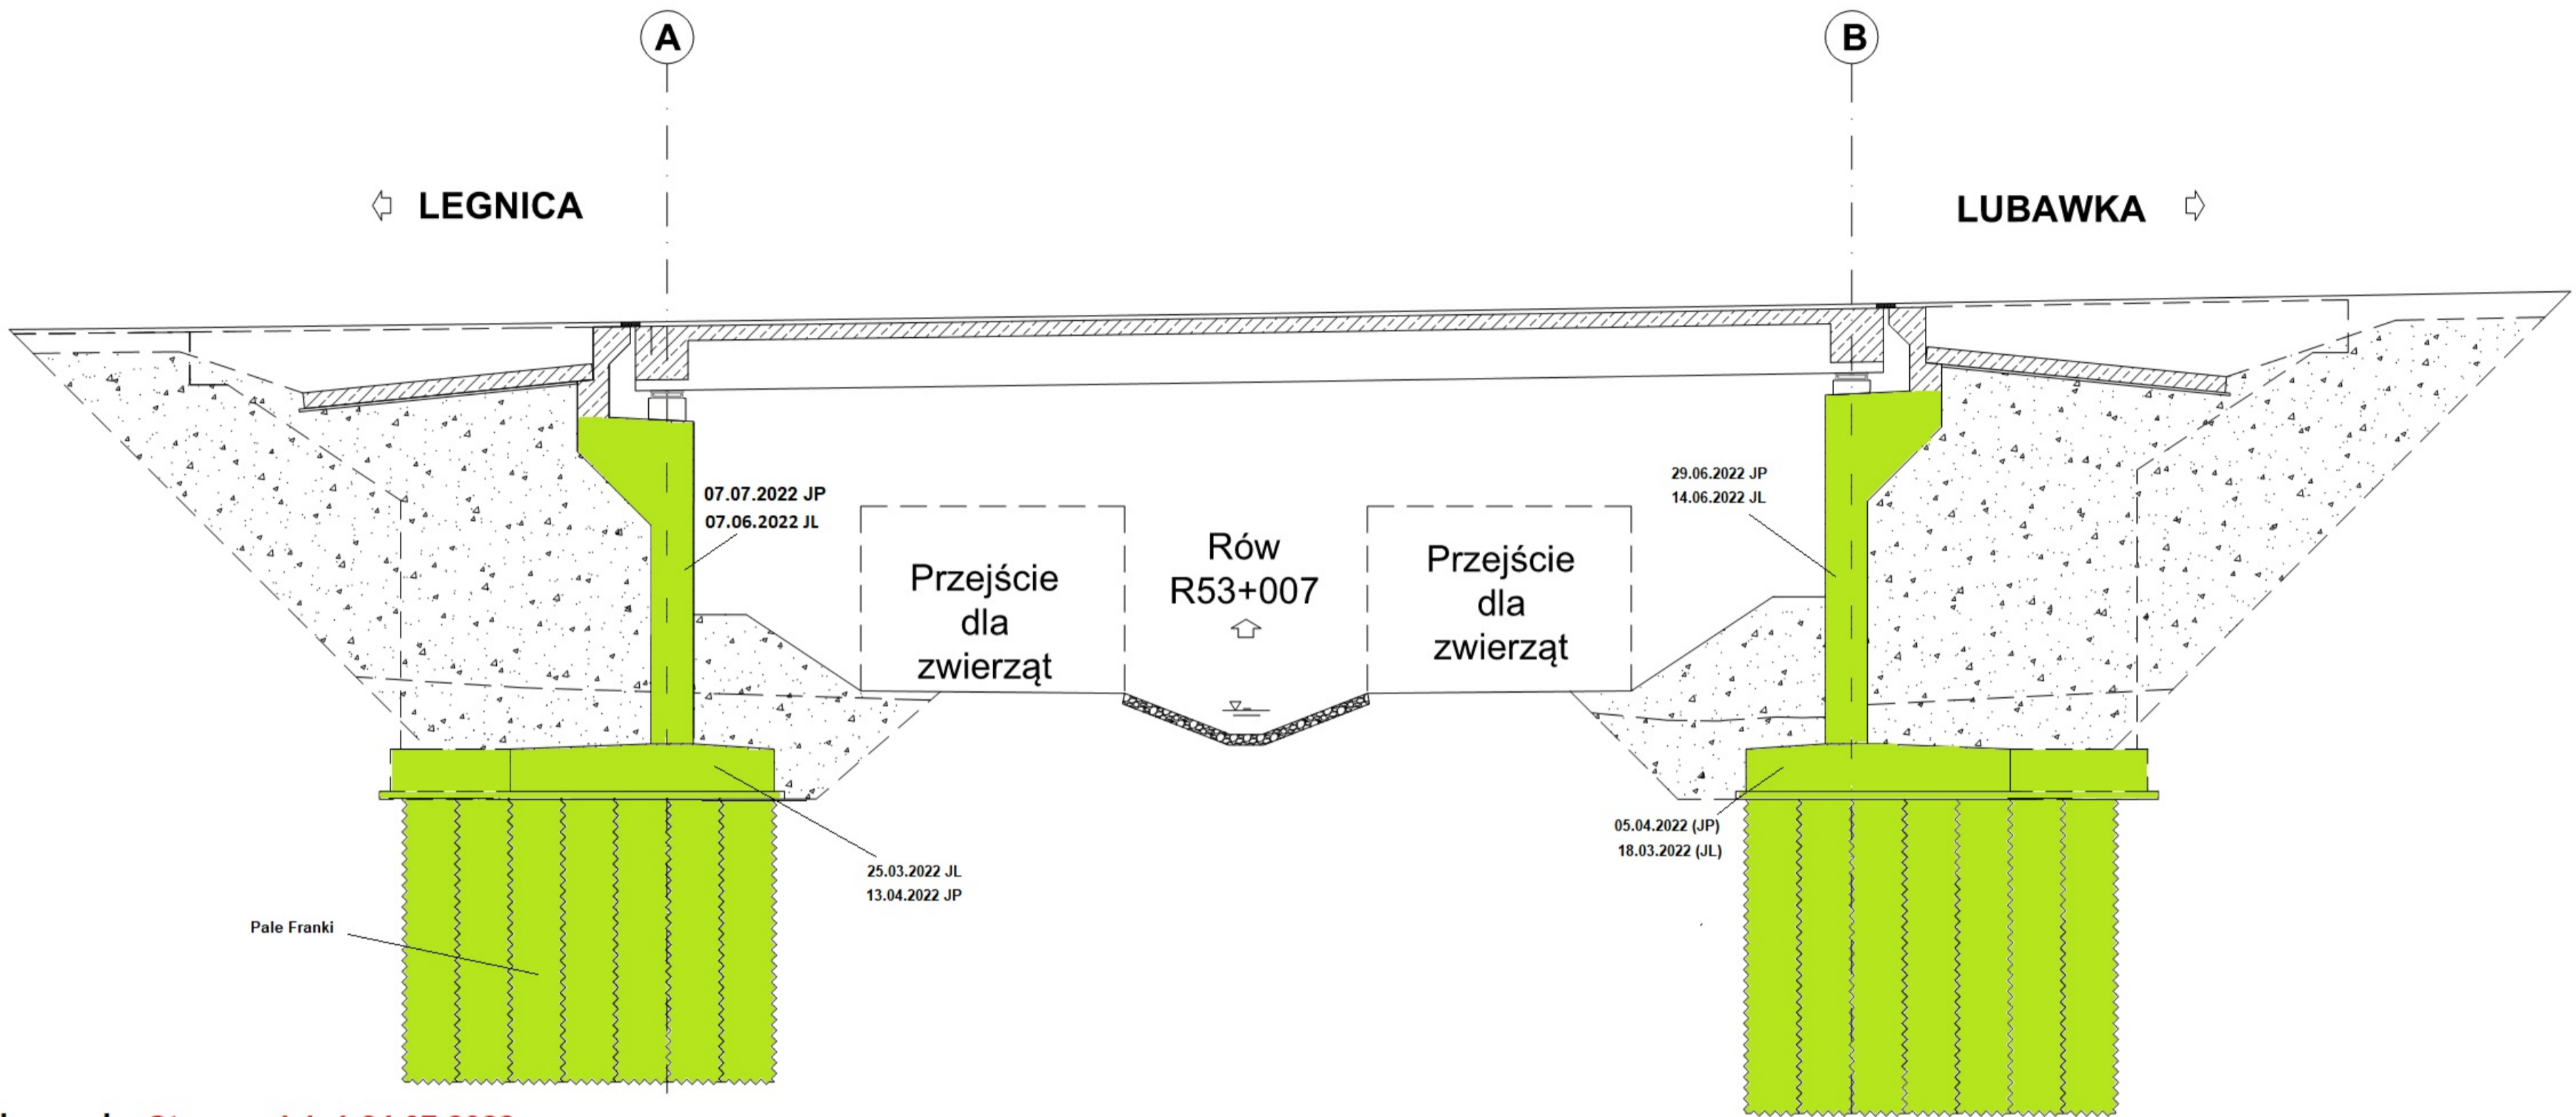 A
B
LEGNICA
LUBAWKA
07.07.2022 JP
07.06.2022 JL
29.06.2022 JP
14.06.2022 JL
Przejście
dla
zwierząt
Rów
R53+007
Przejście
dla
zwierząt
25.03.2022 JL
13.04.2022 JP
05.04.2022 (JP)
18.03.2022 (JL)
Pale Franki